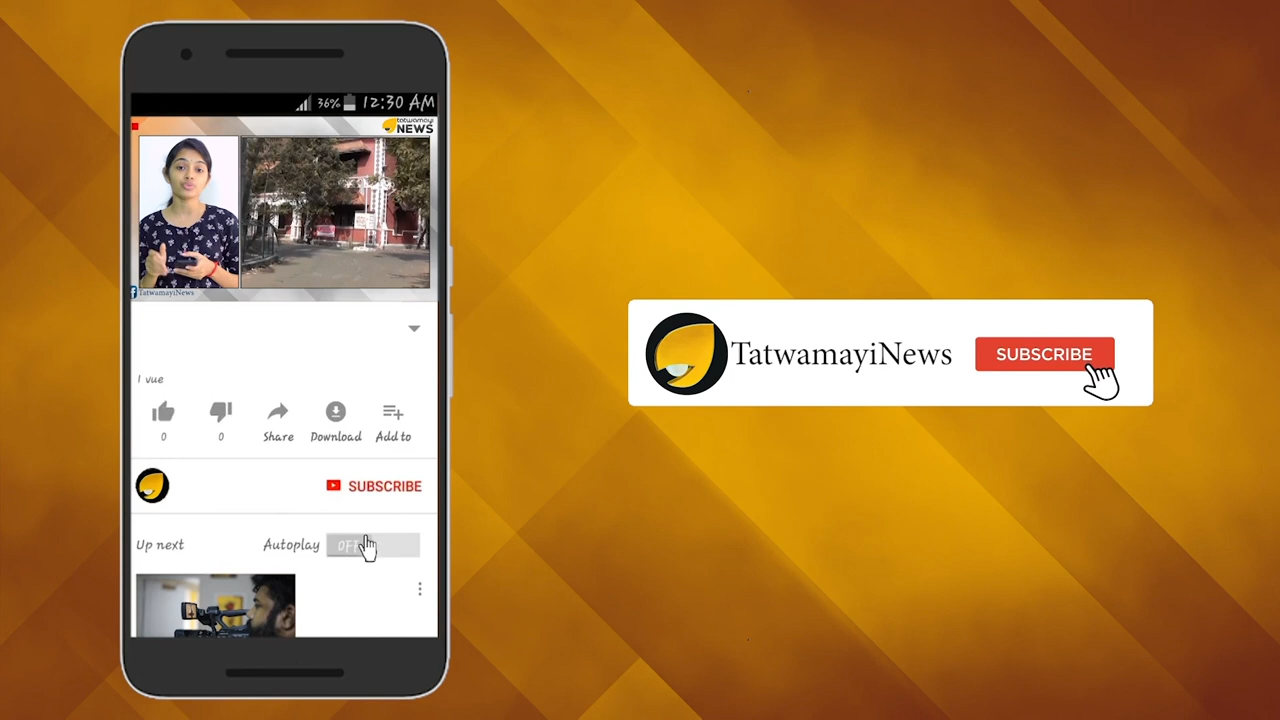 36% 12:30 AM
tatwamayi
NEWS
TatwamayiNews
1 vue
0 0 Share Download Add to
SUBSCRIBE
Up next Autoplay OFF
TatwamayiNews SUBSCRIBE